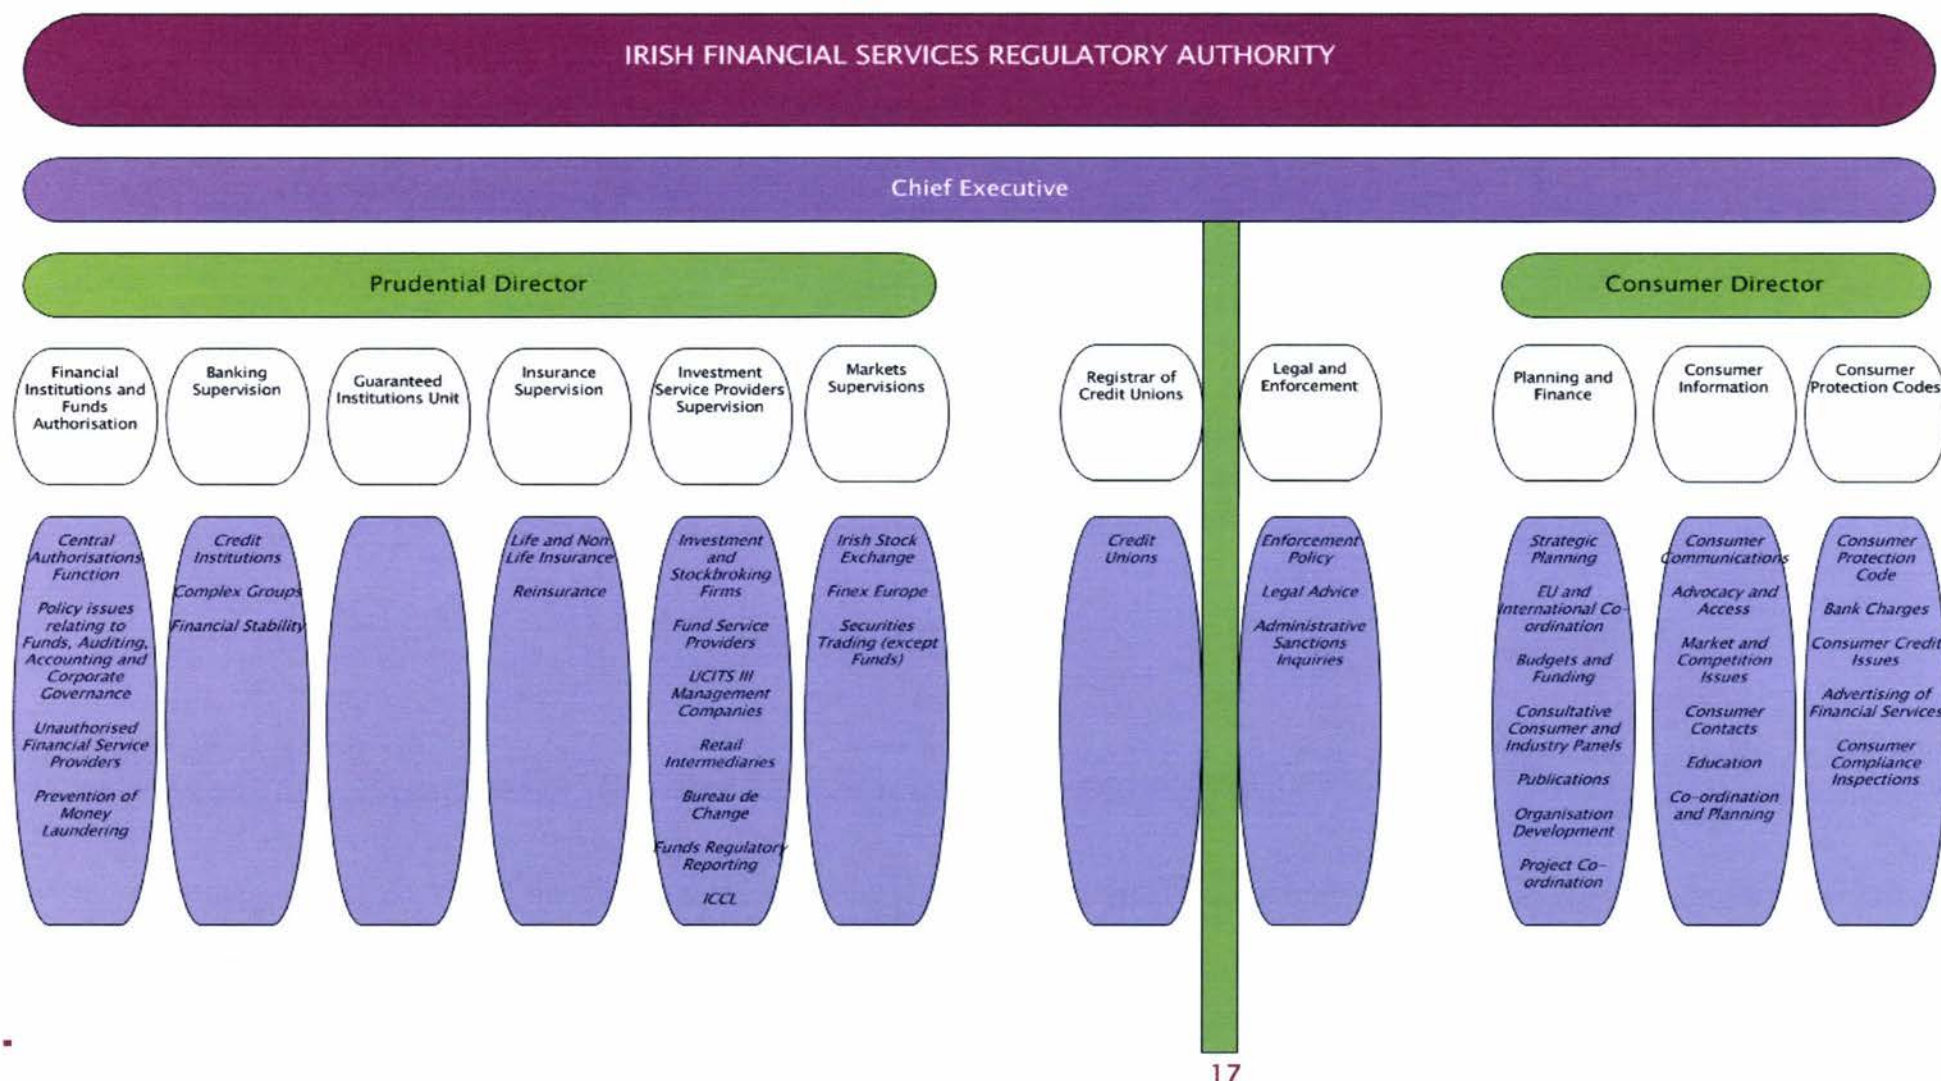 IRISH FINANCIAL SERVICES REGULATORY AUTHORITY
Chief Executive
Prudential Director
Consumer Director
Financial
Institutions and
Funds
Authorisation
Banking
Supervision
Guaranteed
Institutions Unit
Insurance
Supervision
Investment
Service Providers
Supervision
Markets
Supervisions
Registrar of
Credit Unions
Legal and
Enforcement
Planning and
Finance
Consumer
Information
Consumer
Protection Codes
Central
Authorisations
Function
Policy issues
relating to
Funds, Auditing,
Accounting and
Corporate
Governance
Unauthorised
Financial Service
Providers
Prevention of
Money
Laundering
Credit
Institutions
Complex Groups
Financial Stability
Life and Non
Life Insurance
Reinsurance
Investment
and
Stockbroking
Firms
Fund Service
Providers
UCITS III
Management
Companies
Retail
Intermediaries
Bureau de
Change
Funds Regulatory
Reporting
ICCL
Irish Stock
Exchange
Finex Europe
Securities
Trading (except
Funds)
Credit
Unions
Enforcement
Policy
Legal Advice
Administrative
Sanctions
Inquiries
Strategic
Planning
EU and
International Co-
ordination
Budgets and
Funding
Consultative
Consumer and
Industry Panels
Publications
Organisation
Development
Project Co-
ordination
Consumer
Communications
Advocacy and
Access
Market and
Competition
Issues
Consumer
Contacts
Education
Co-ordination
and Planning
Consumer
Protection
Code
Bank Charges
Consumer Credit
Issues
Advertising of
Financial Services
Consumer
Compliance
Inspections
17